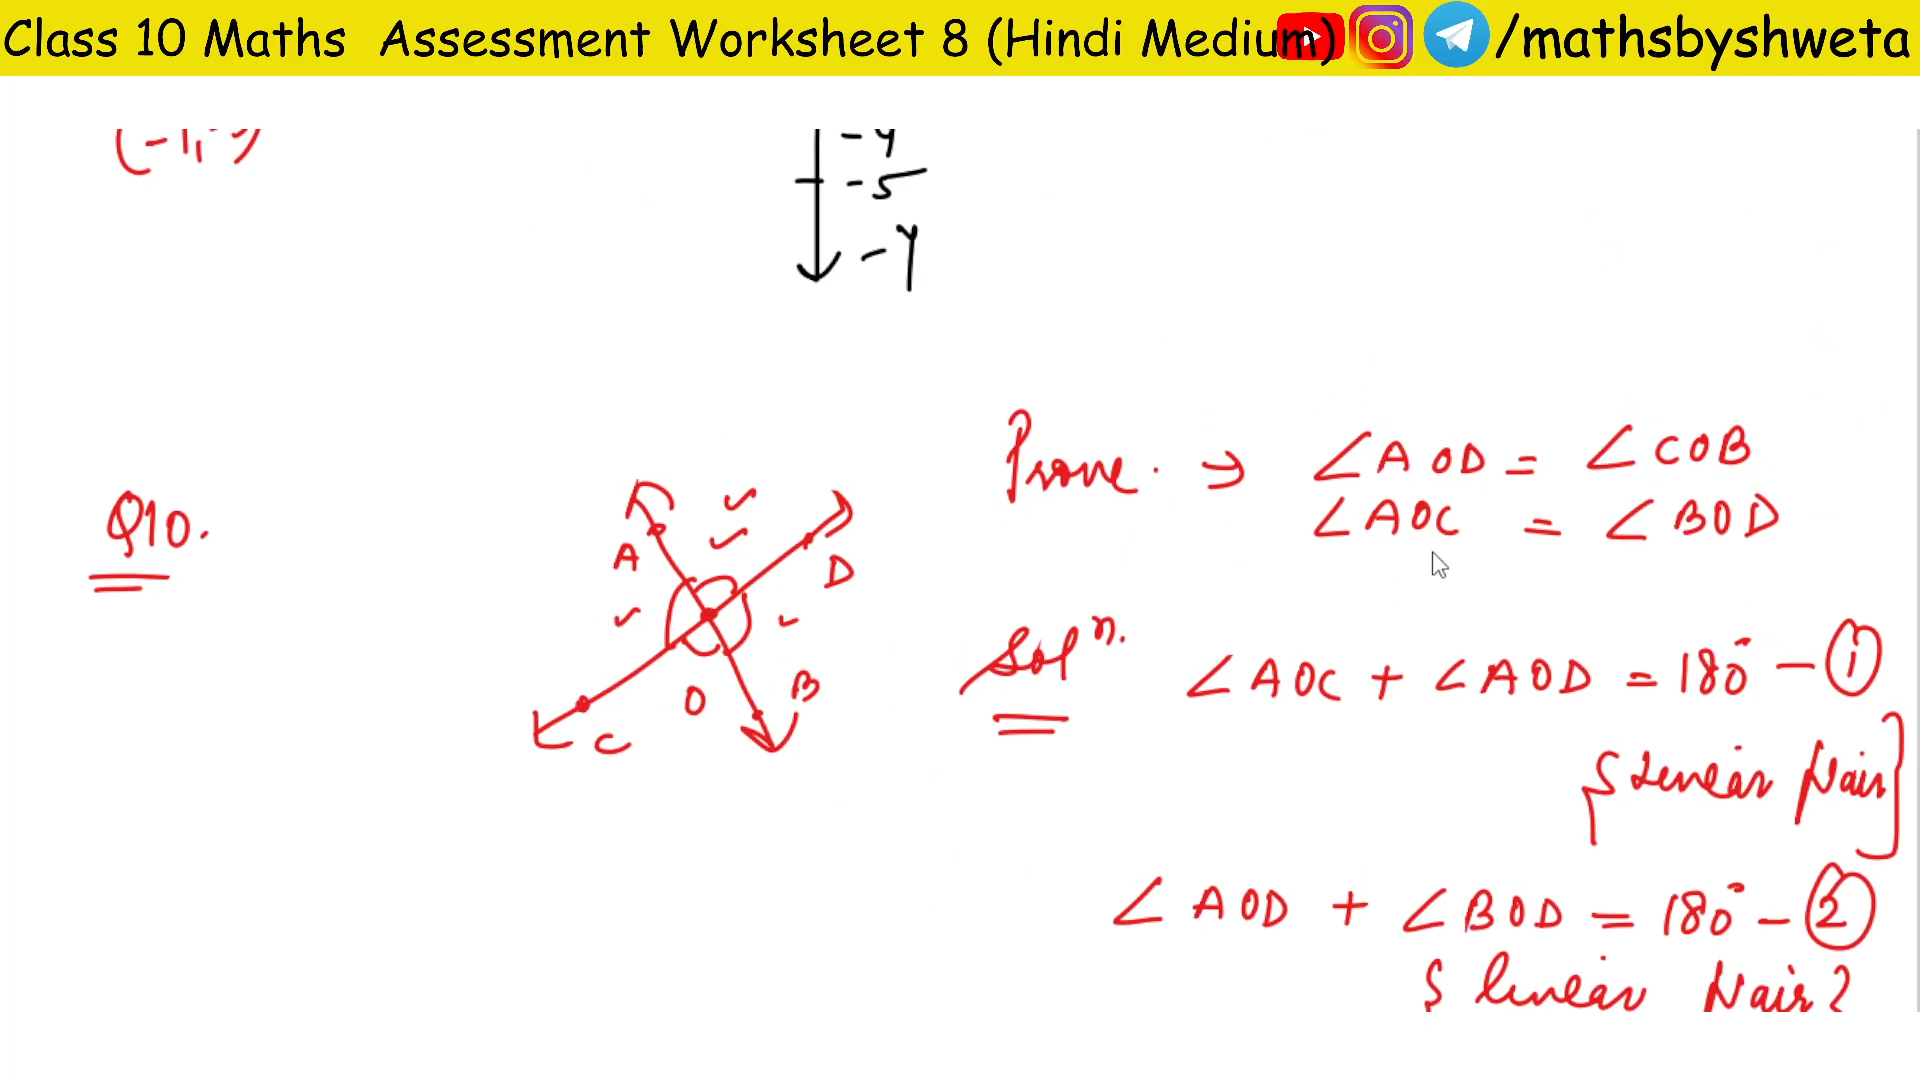 Class 10 Maths Assessment Worksheet 8 (Hindi Medium) /mathsbyshweta
-4
-5
-y
Prove. → ∠AOD = ∠COB
∠AOC = ∠BOD
Q10.
A
D
O
B
C
Solⁿ.
∠AOC + ∠AOD = 180° - ①
{Linear Pair}
∠AOD + ∠BOD = 180° - ②
{linear Pair}